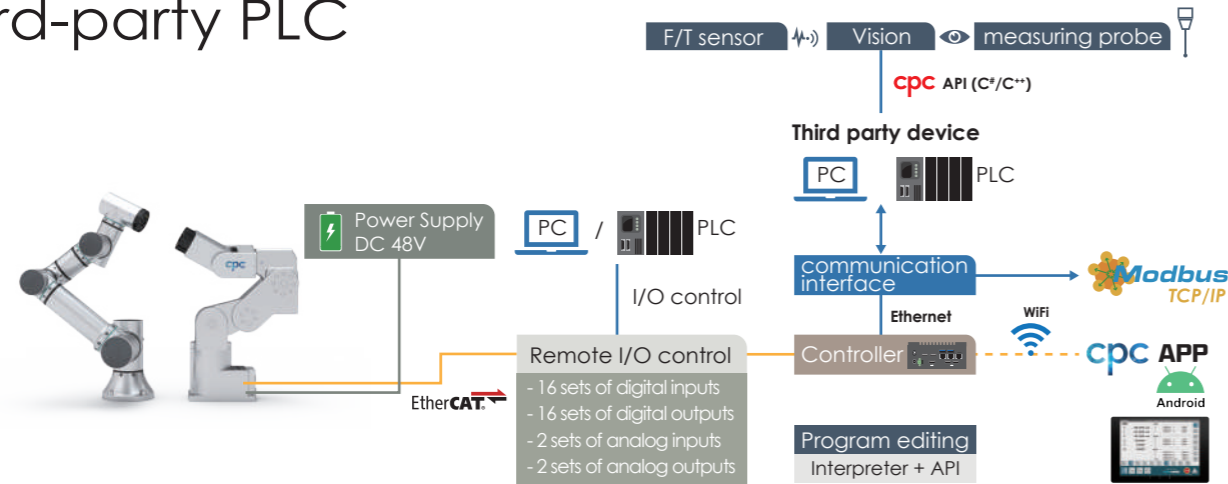 rd-party PLC
F/T sensor
Vision
measuring probe
cpc API (C#/C++)
Third party device
PC
PLC
Power Supply
DC 48V
PC / PLC
cpc
I/O control
communication
interface
Modbus
TCP/IP
Ethernet
WiFi
Remote I/O control
Controller
cpc APP
Android
EtherCAT.
- 16 sets of digital inputs
- 16 sets of digital outputs
- 2 sets of analog inputs
- 2 sets of analog outputs
Program editing
Interpreter + API